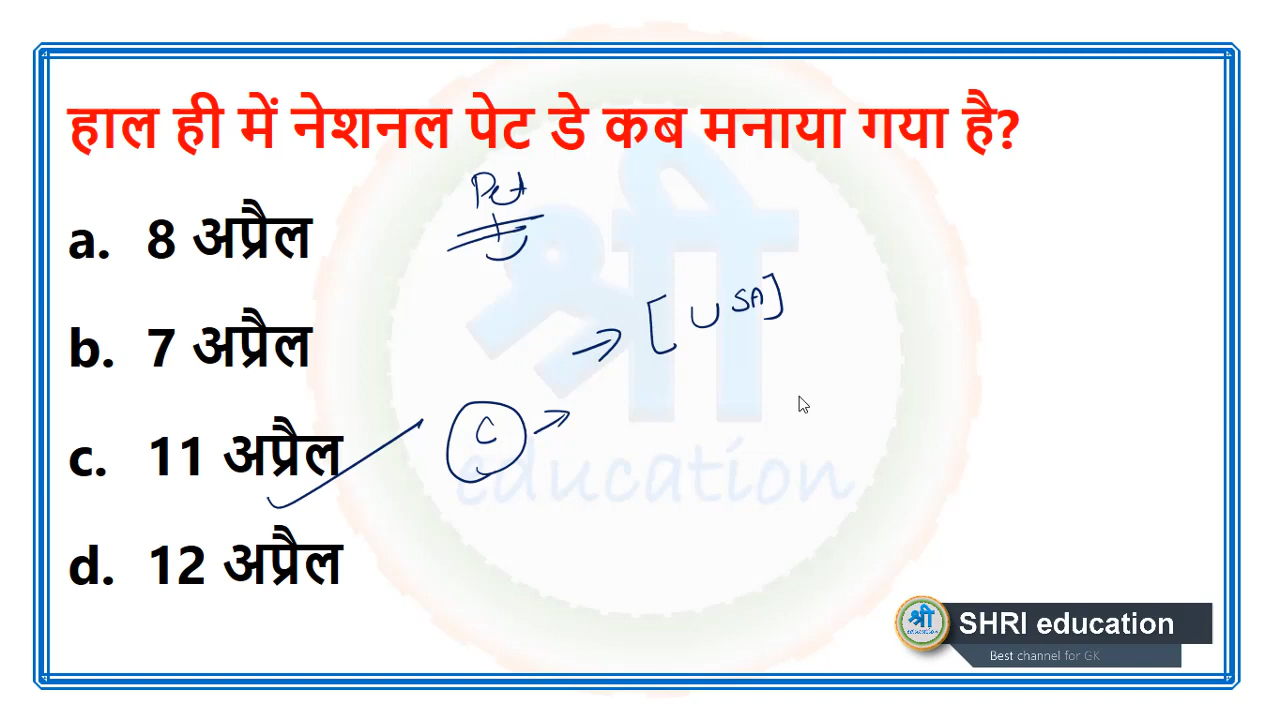 हाल ही में नेशनल पेट डे कब मनाया गया है?
Pet
a. 8 अप्रैल
[USA]
b. 7 अप्रैल
C
c. 11 अप्रैल
श्री
education
d. 12 अप्रैल
श्री
education
SHRI education
Best channel for GK